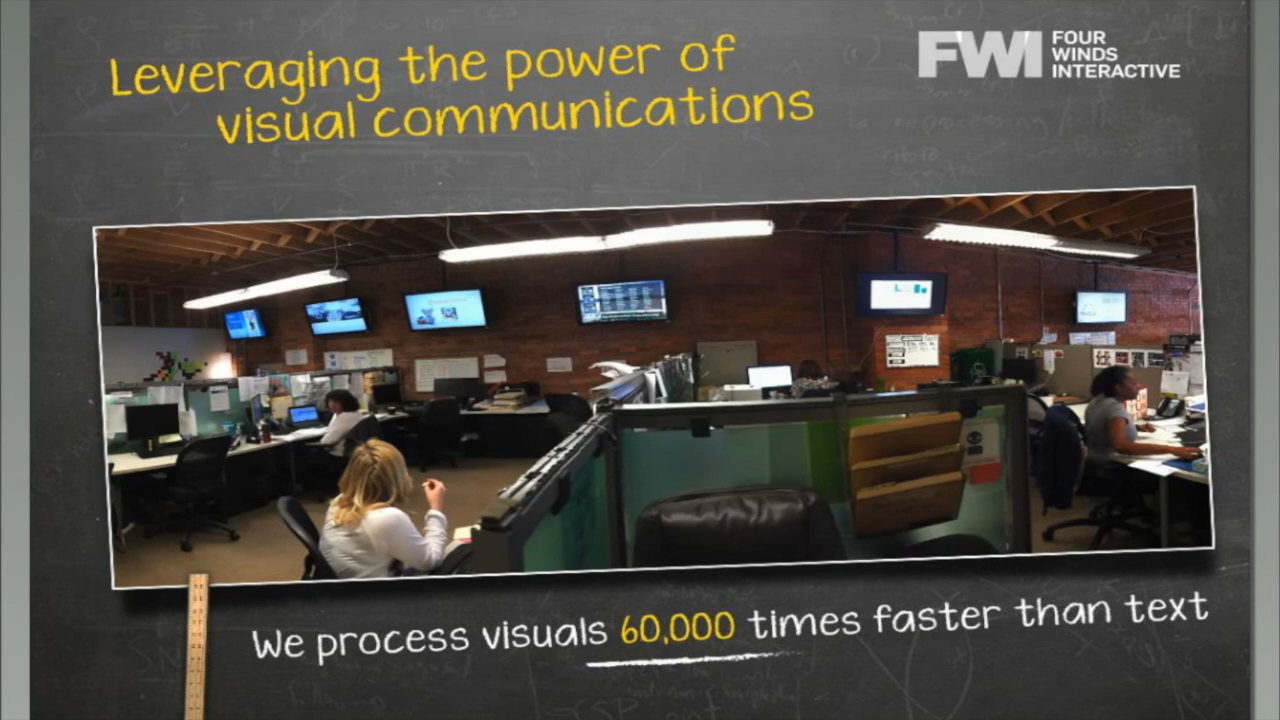 Leveraging the power of
visual communications
FWI FOUR
WINDS
INTERACTIVE
We process visuals 60,000 times faster than text